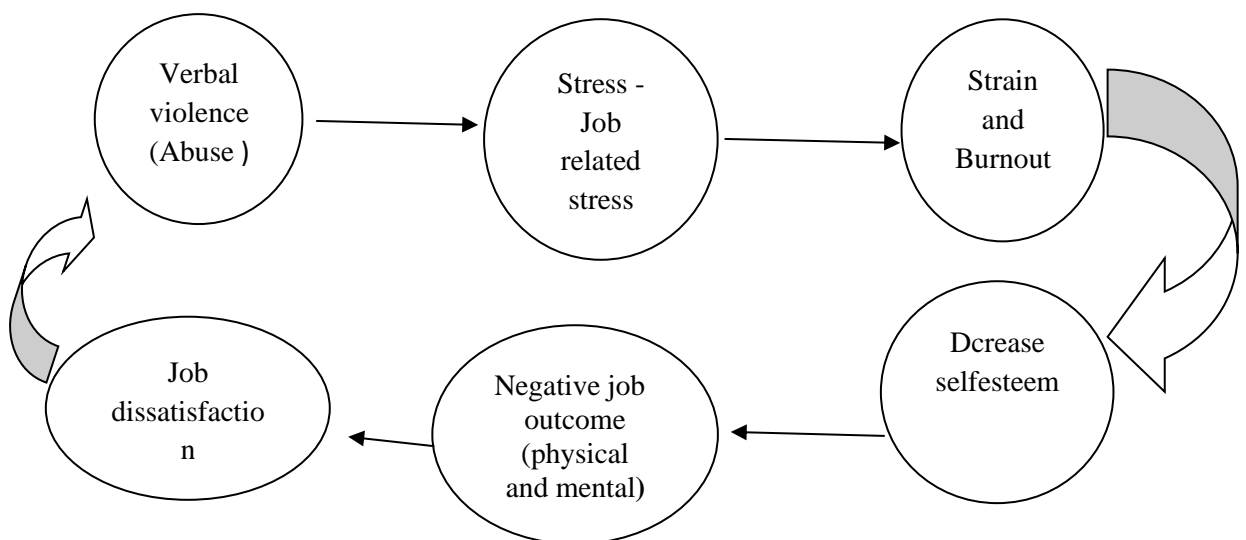 Verbal
violence
(Abuse )
Stress -
Job
related
stress
Strain
and
Burnout
Dcrease
selfesteem
Negative job
outcome
(physical
and mental)
Job
dissatisfactio
n